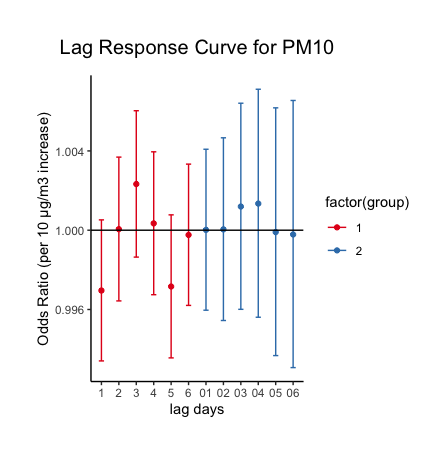 Lag Response Curve for PM10
Odds Ratio (per 10 μg/m3 increase)
1.004
1.000
0.996
1 2 3 4 5 6 01 02 03 04 05 06
lag days
factor(group)
1
2